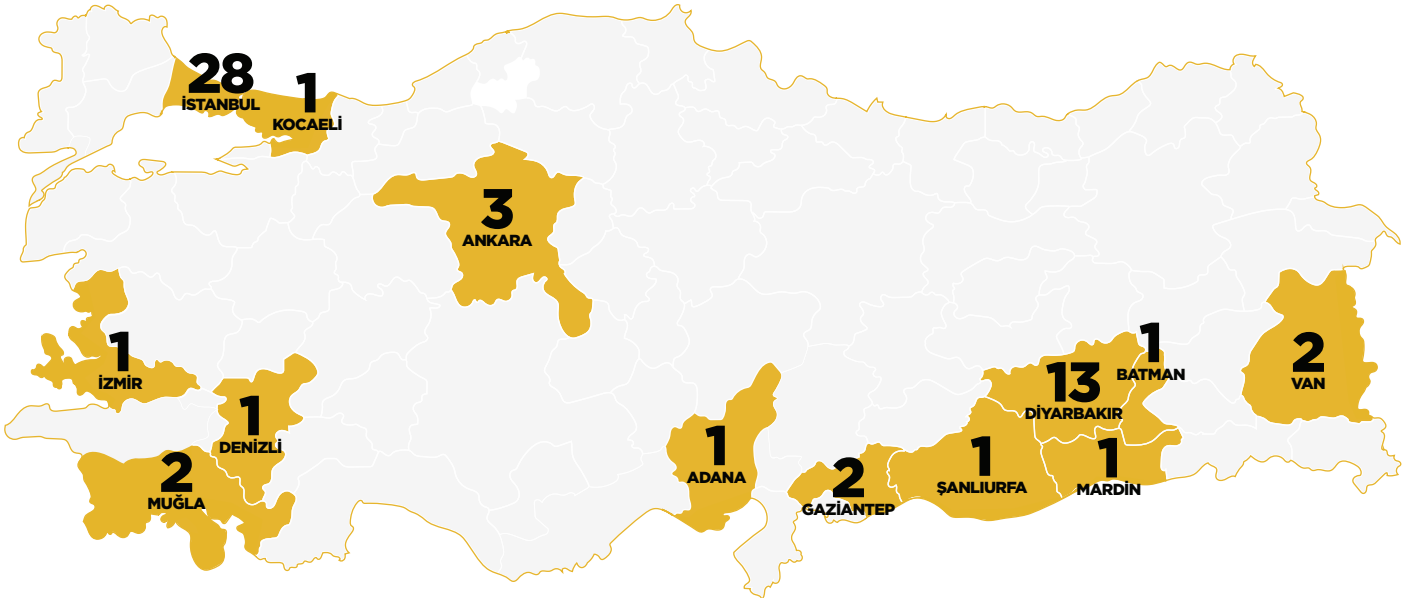 28
İSTANBUL
1
KOCAELİ
3
ANKARA
1
İZMİR
1
DENİZLİ
2
MUĞLA
1
ADANA
2
GAZİANTEP
1
ŞANLIURFA
13
DİYARBAKIR
1
BATMAN
1
MARDİN
2
VAN